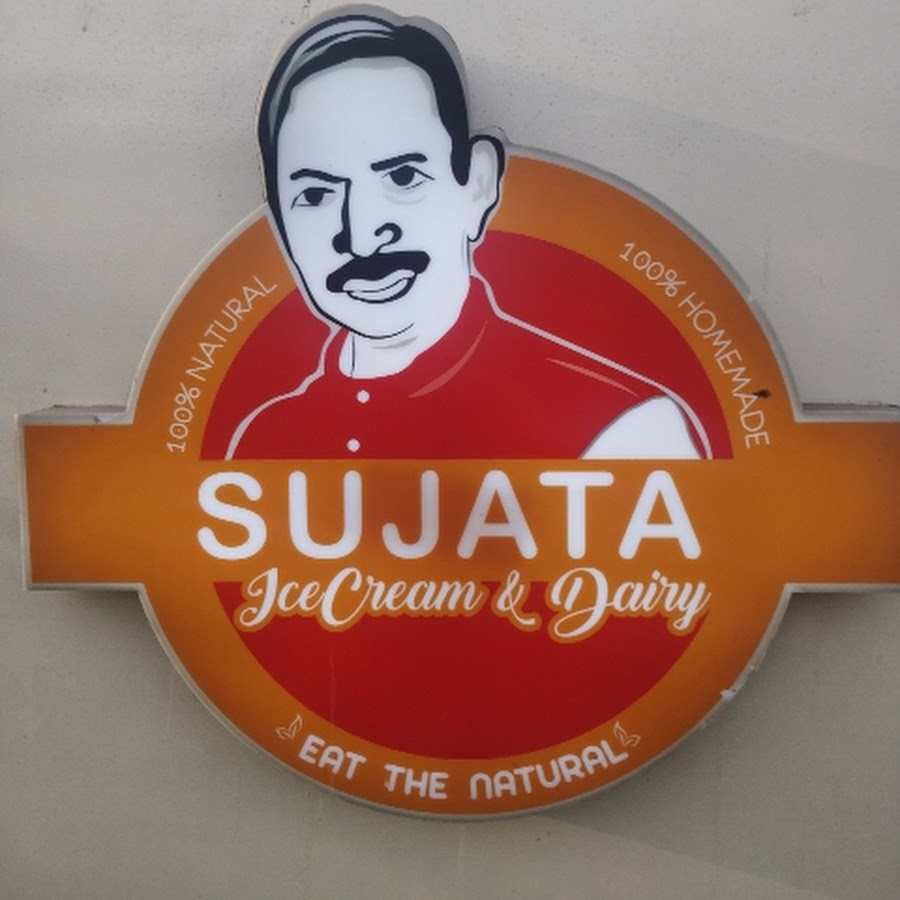 100% NATURAL
100% HOMEMADE
SUJATA
IceCream & Dairy
EAT THE NATURAL